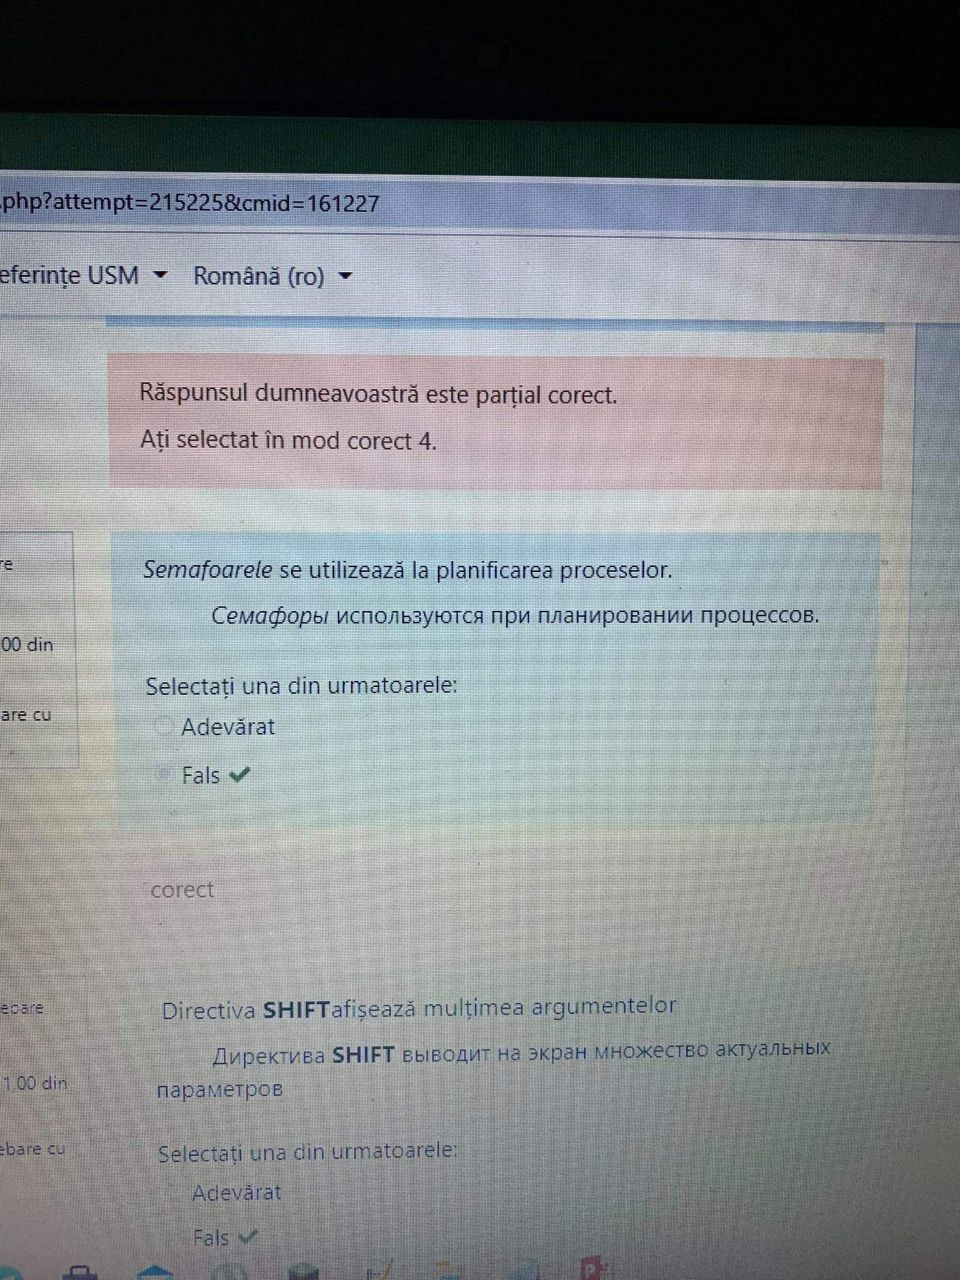 .php?attempt=215225&cmid=161227
eferințe USM Română (ro)
Răspunsul dumneavoastră este parțial corect.
Ați selectat în mod corect 4.
re
Semafoarele se utilizează la planificarea proceselor.
Семафоры используются при планировании процессов.
00 din
Selectați una din urmatoarele:
are cu
Adevărat
Fals
corect
ebare
Directiva SHIFTafișează mulțimea argumentelor
Директива SHIFT выводит на экран множество актуальных
1,00 din
параметров
ebare cu
Selectați una din urmatoarele:
Adevărat
Fals